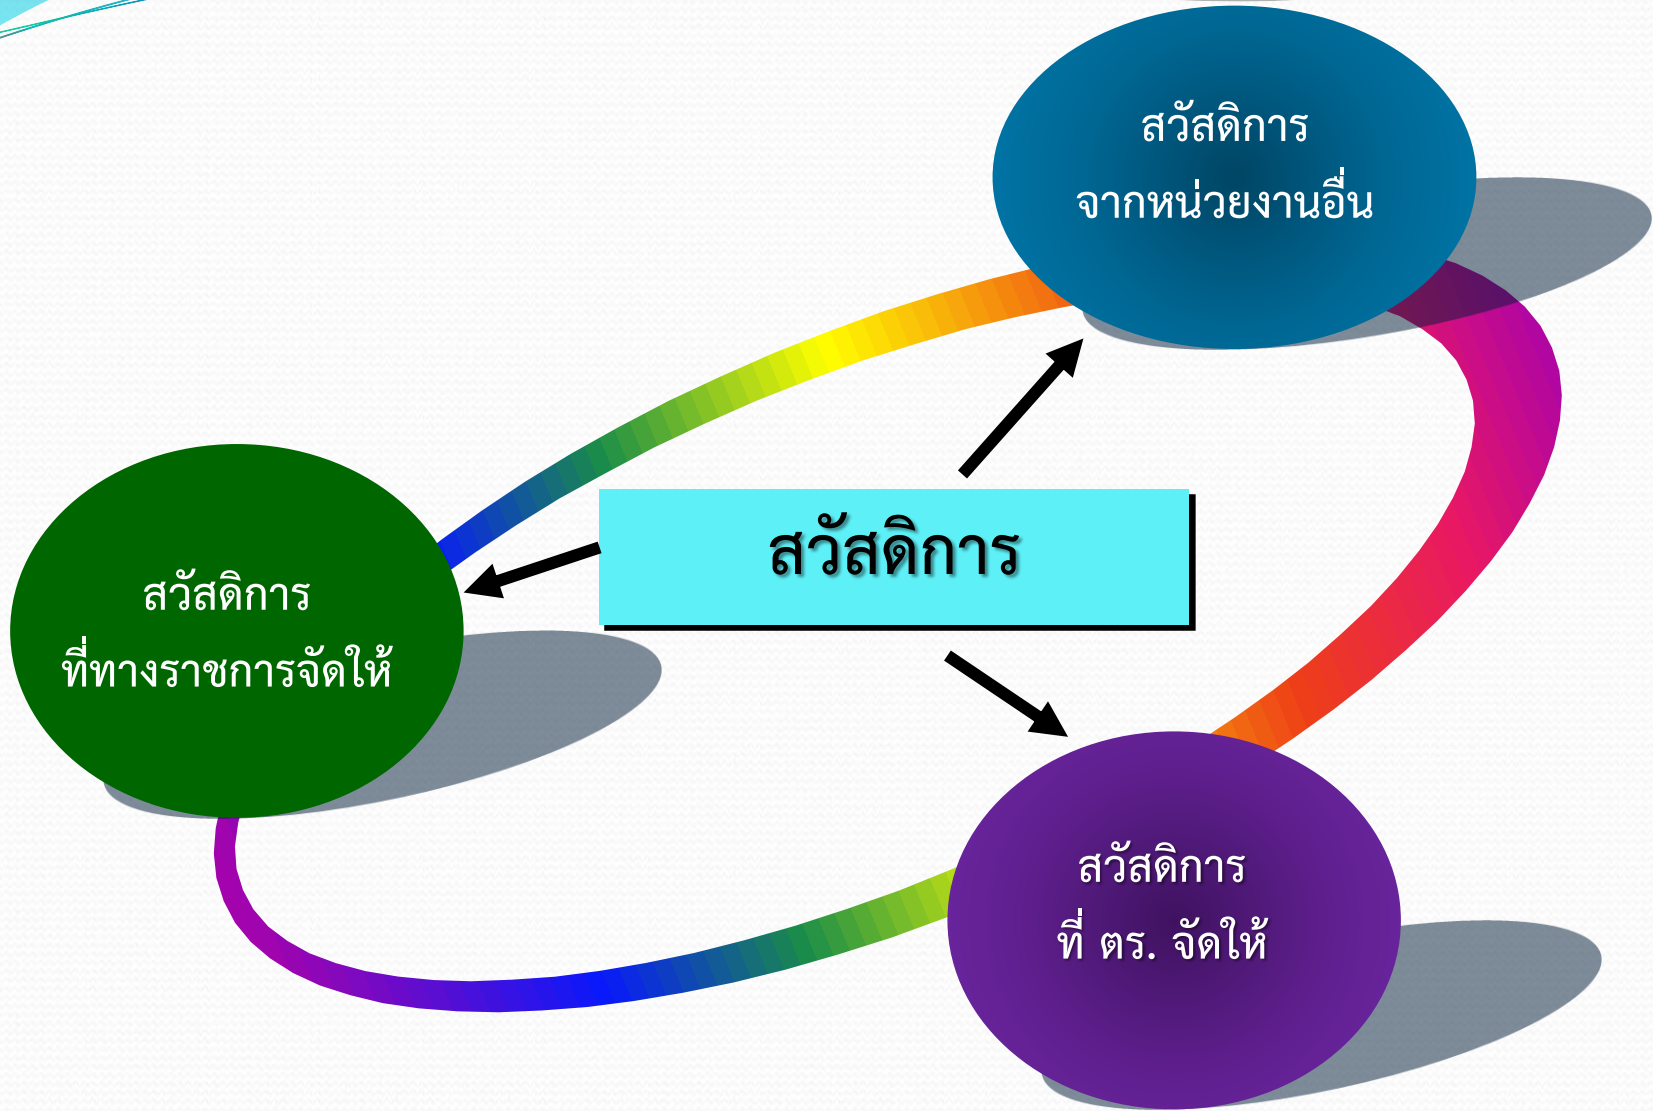 สวัสดิการ
จากหน่วยงานอื่น
สวัสดิการ
สวัสดิการ
ที่ทางราชการจัดให้
สวัสดิการ
ที่ ตร. จัดให้